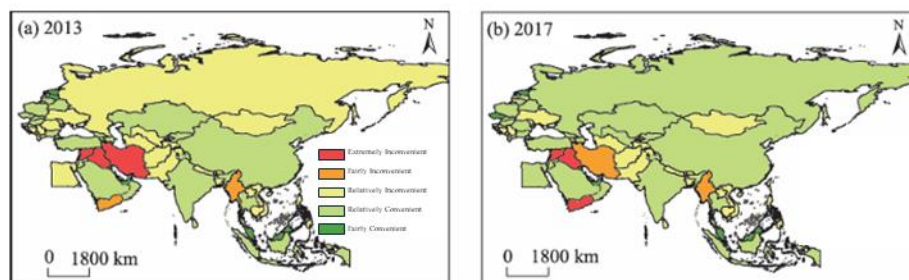 (a) 2013
N
Extremely Inconvenient
Fairly Inconvenient
Relatively Inconvenient
Relatively Convenient
Fairly Convenient
0 1800 km
(b) 2017
N
0 1800 km